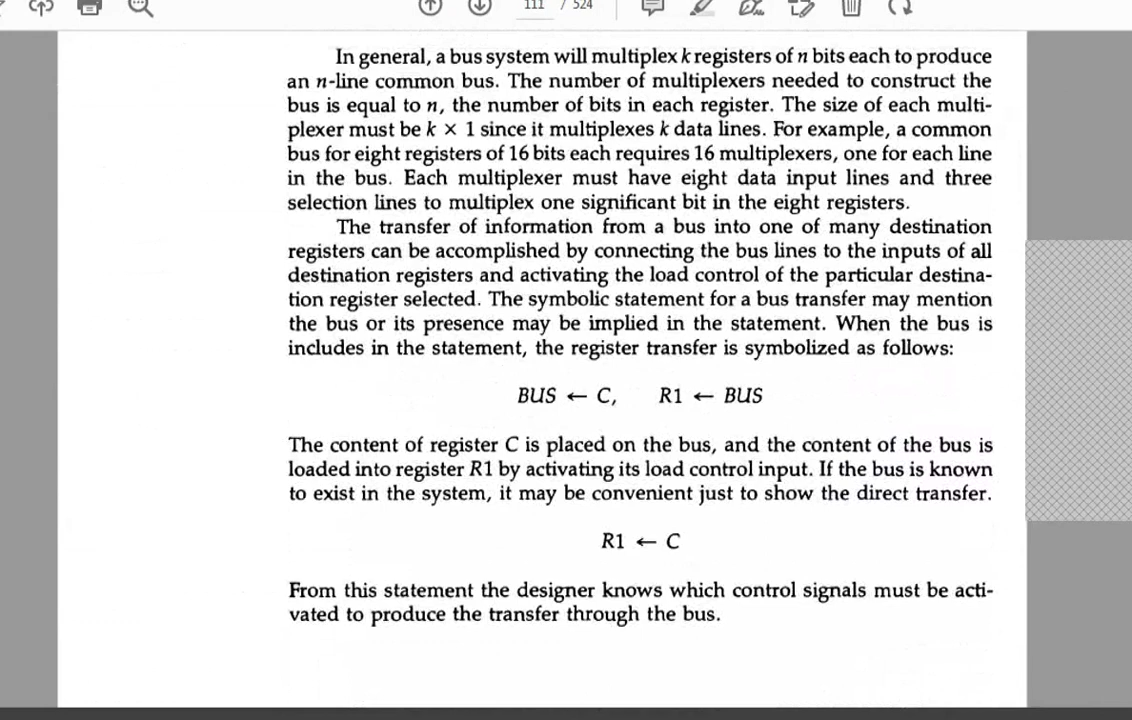 111 / 524
In general, a bus system will multiplex k registers of n bits each to produce
an n-line common bus. The number of multiplexers needed to construct the
bus is equal to n, the number of bits in each register. The size of each multi-
plexer must be k × 1 since it multiplexes k data lines. For example, a common
bus for eight registers of 16 bits each requires 16 multiplexers, one for each line
in the bus. Each multiplexer must have eight data input lines and three
selection lines to multiplex one significant bit in the eight registers.
The transfer of information from a bus into one of many destination
registers can be accomplished by connecting the bus lines to the inputs of all
destination registers and activating the load control of the particular destina-
tion register selected. The symbolic statement for a bus transfer may mention
the bus or its presence may be implied in the statement. When the bus is
includes in the statement, the register transfer is symbolized as follows:
BUS ← C, R1 ← BUS
The content of register C is placed on the bus, and the content of the bus is
loaded into register R1 by activating its load control input. If the bus is known
to exist in the system, it may be convenient just to show the direct transfer.
R1 ← C
From this statement the designer knows which control signals must be acti-
vated to produce the transfer through the bus.